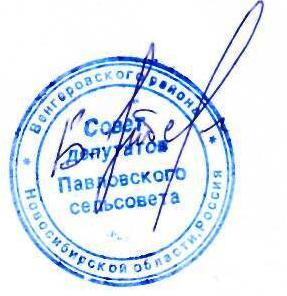 * Венгеровского района *
Новосибирской области, Россия
Совет
депутатов
Павловского
сельсовета